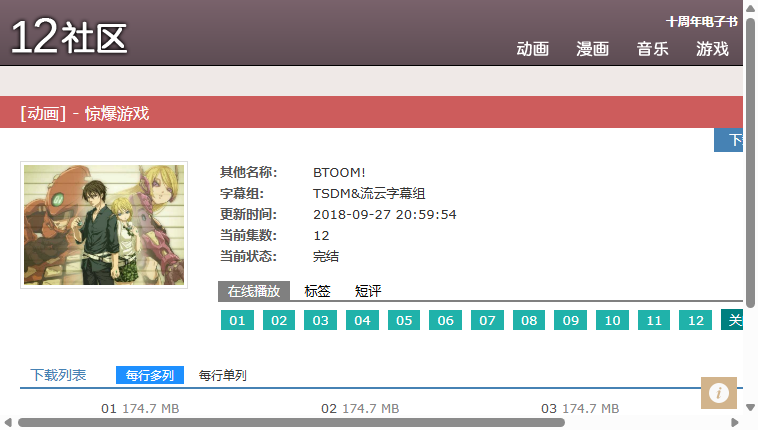 十周年电子书
12社区
动画 漫画 音乐 游戏
[动画] - 惊爆游戏
其他名称: BTOOM!
字幕组: TSDM&流云字幕组
更新时间: 2018-09-27 20:59:54
当前集数: 12
当前状态: 完结
在线播放 标签 短评
01 02 03 04 05 06 07 08 09 10 11 12 关
下载列表 每行多列 每行单列
01 174.7 MB 02 174.7 MB 03 174.7 MB